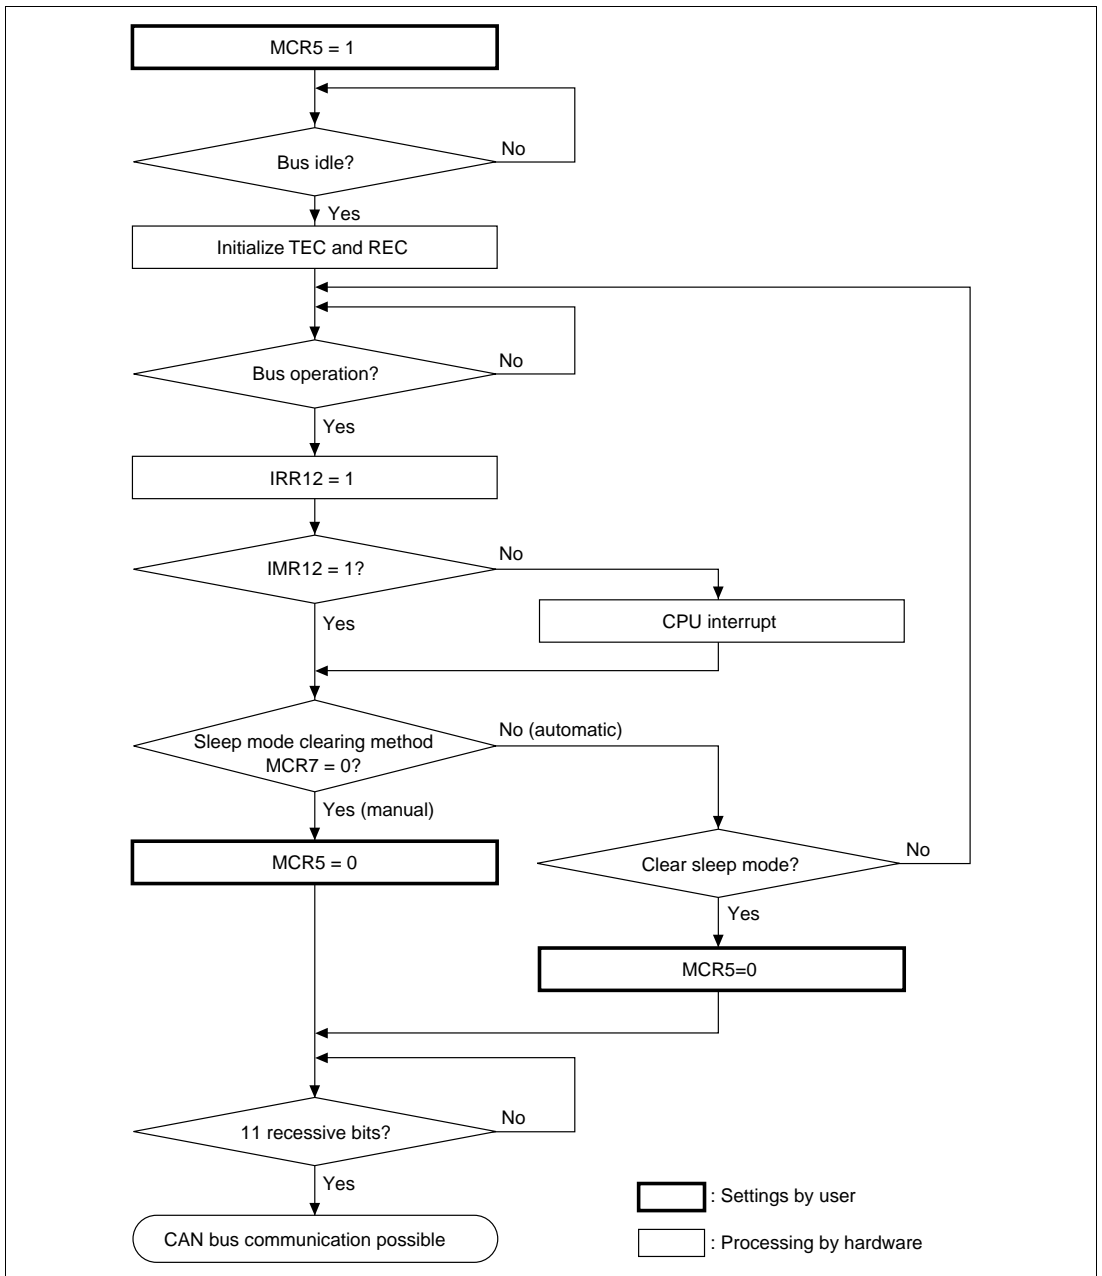 MCR5 = 1
Bus idle?
No
Yes
Initialize TEC and REC
Bus operation?
No
Yes
IRR12 = 1
IMR12 = 1?
No
Yes
CPU interrupt
Sleep mode clearing method
MCR7 = 0?
No (automatic)
Yes (manual)
MCR5 = 0
Clear sleep mode?
No
Yes
MCR5=0
11 recessive bits?
No
Yes
CAN bus communication possible
: Settings by user
: Processing by hardware